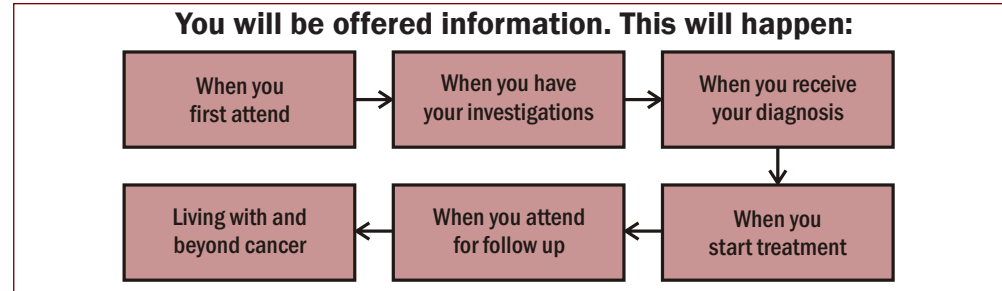 You will be offered information. This will happen:
When you
first attend
When you have
your investigations
When you receive
your diagnosis
When you
start treatment
When you attend
for follow up
Living with and
beyond cancer